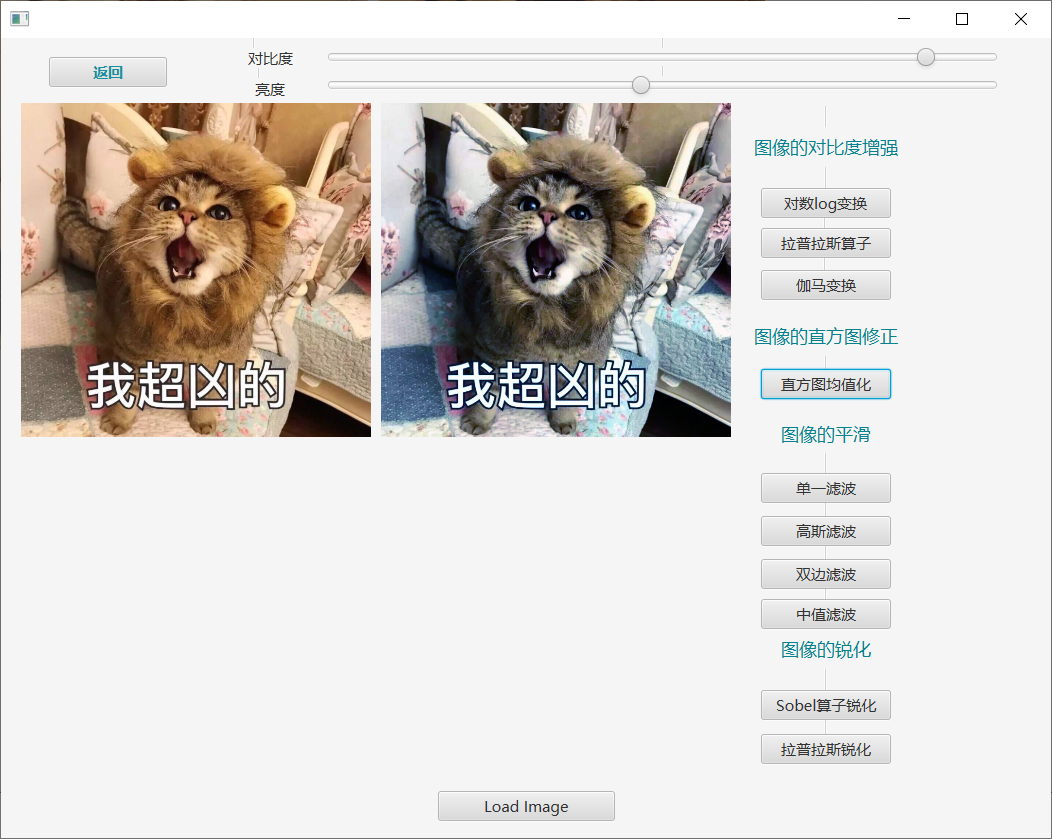 对比度
返回
亮度
我超凶的
我超凶的
图像的对比度增强
对数log变换
拉普拉斯算子
伽马变换
图像的直方图修正
直方图均值化
图像的平滑
单一滤波
高斯滤波
双边滤波
中值滤波
图像的锐化
Sobel算子锐化
拉普拉斯锐化
Load Image